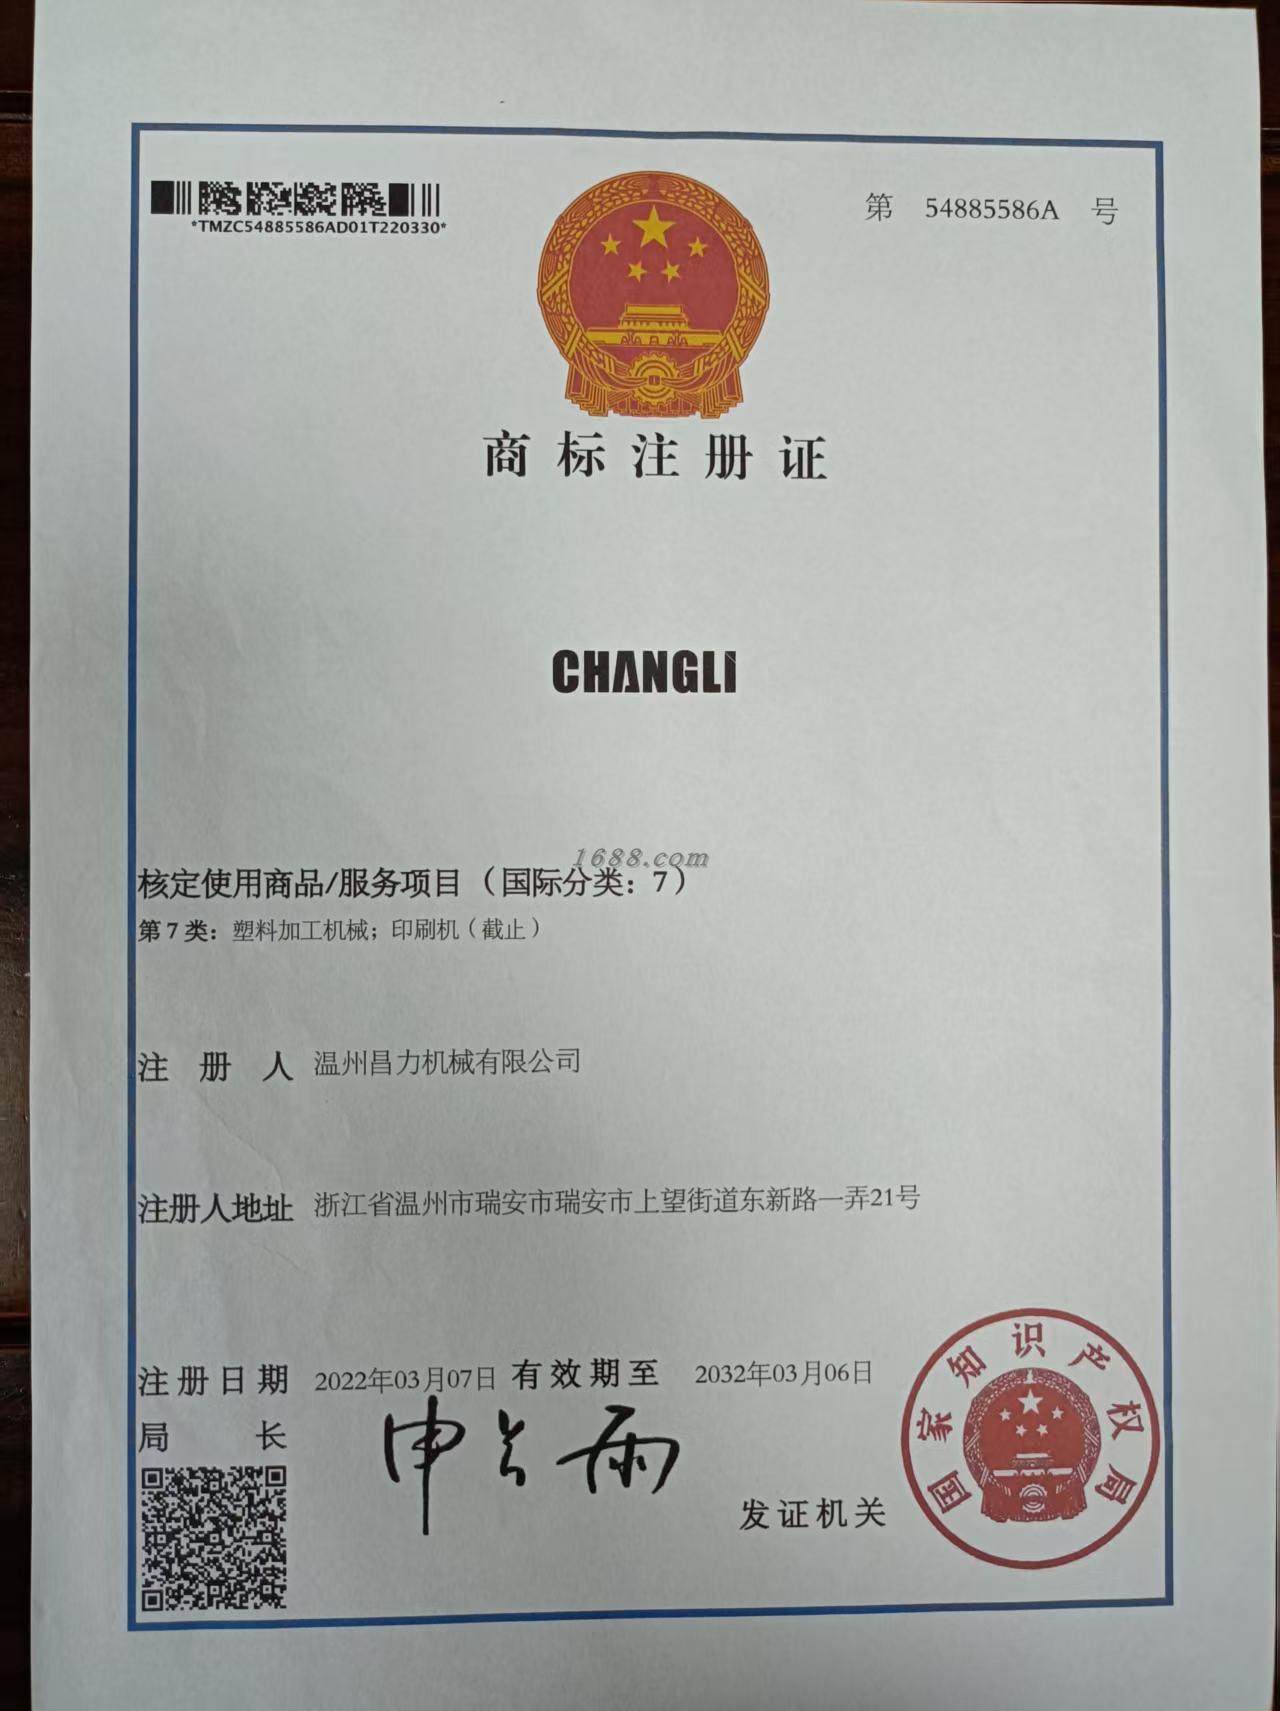 *TMZC54885586AD01T220330*
第 54885586A 号
商标注册证
CHANGLI
1688.com
核定使用商品/服务项目（国际分类：7）
第7类：塑料加工机械；印刷机（截止）
注册人 温州昌力机械有限公司
注册人地址 浙江省温州市瑞安市瑞安市上望街道东新路一弄21号
注册日期 2022年03月07日 有效期至 2032年03月06日
局长 申长雨
发证机关
国家知识产权局